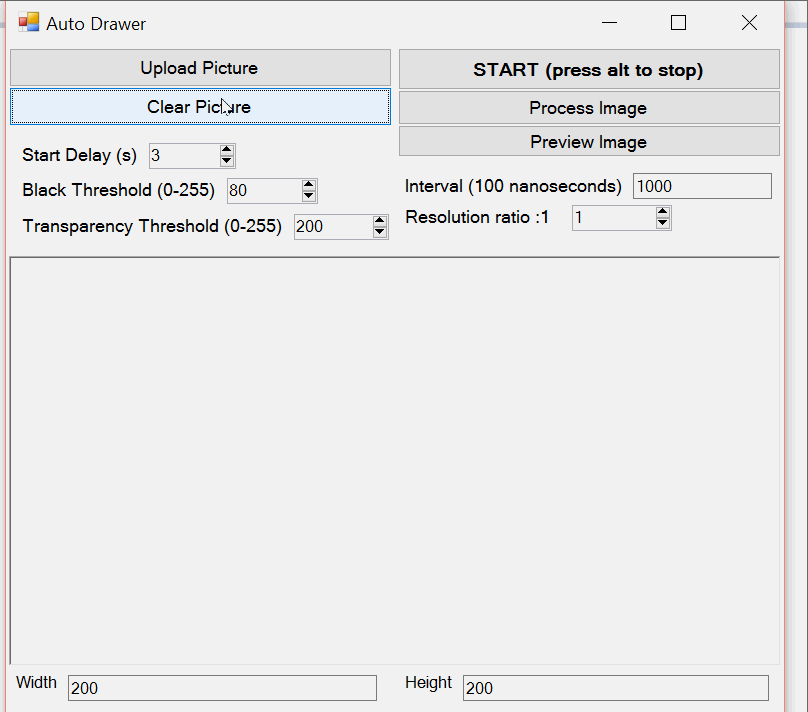 Auto Drawer
Upload Picture
START (press alt to stop)
Clear Picture
Process Image
Preview Image
Start Delay (s) 3
Black Threshold (0-255) 80
Interval (100 nanoseconds) 1000
Transparency Threshold (0-255) 200
Resolution ratio :1 1
Width 200
Height 200